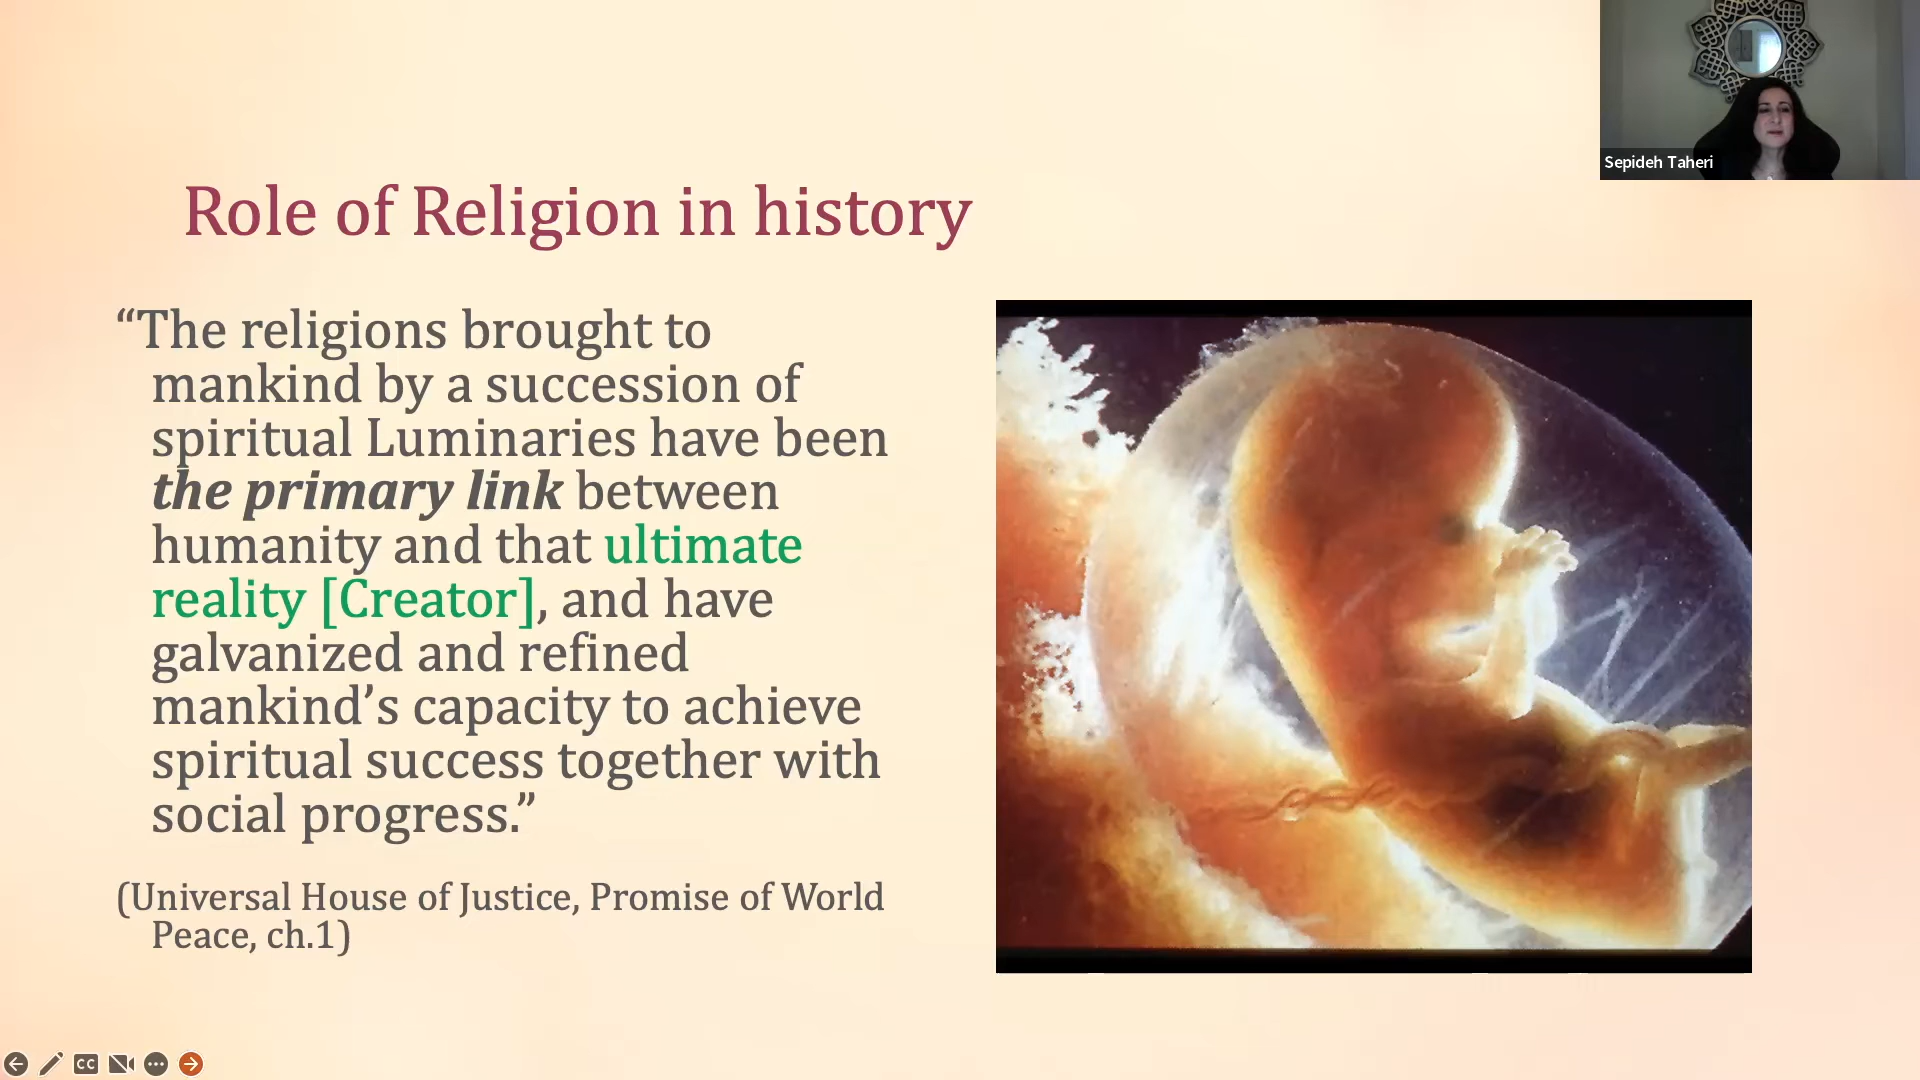 Sepideh Taheri
Role of Religion in history
“The religions brought to
mankind by a succession of
spiritual Luminaries have been
the primary link between
humanity and that ultimate
reality [Creator], and have
galvanized and refined
mankind’s capacity to achieve
spiritual success together with
social progress.”
(Universal House of Justice, Promise of World
Peace, ch.1)
CC